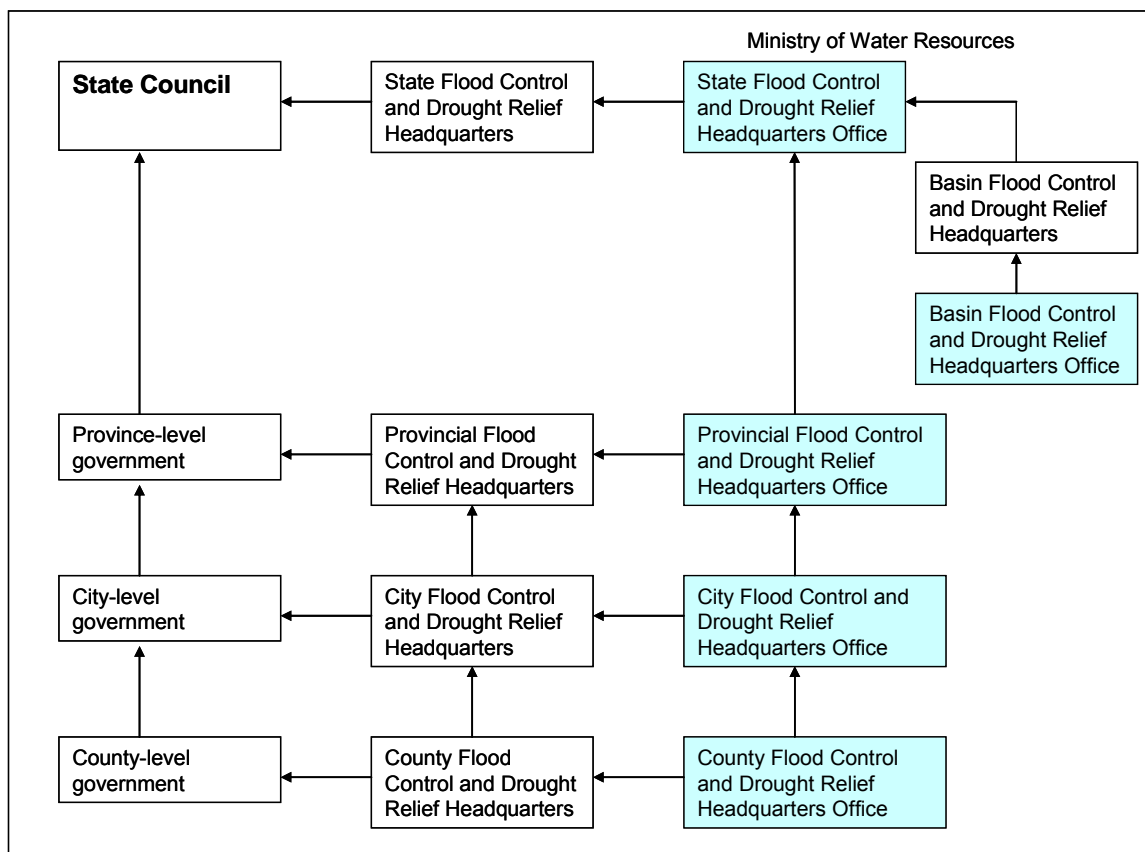 Ministry of Water Resources
State Council
State Flood Control
and Drought Relief
Headquarters
State Flood Control
and Drought Relief
Headquarters Office
Basin Flood Control
and Drought Relief
Headquarters
Basin Flood Control
and Drought Relief
Headquarters Office
Province-level
government
Provincial Flood
Control and Drought
Relief Headquarters
Provincial Flood Control
and Drought Relief
Headquarters Office
City-level
government
City Flood Control
and Drought Relief
Headquarters
City Flood Control and
Drought Relief
Headquarters Office
County-level
government
County Flood
Control and Drought
Relief Headquarters
County Flood Control
and Drought Relief
Headquarters Office